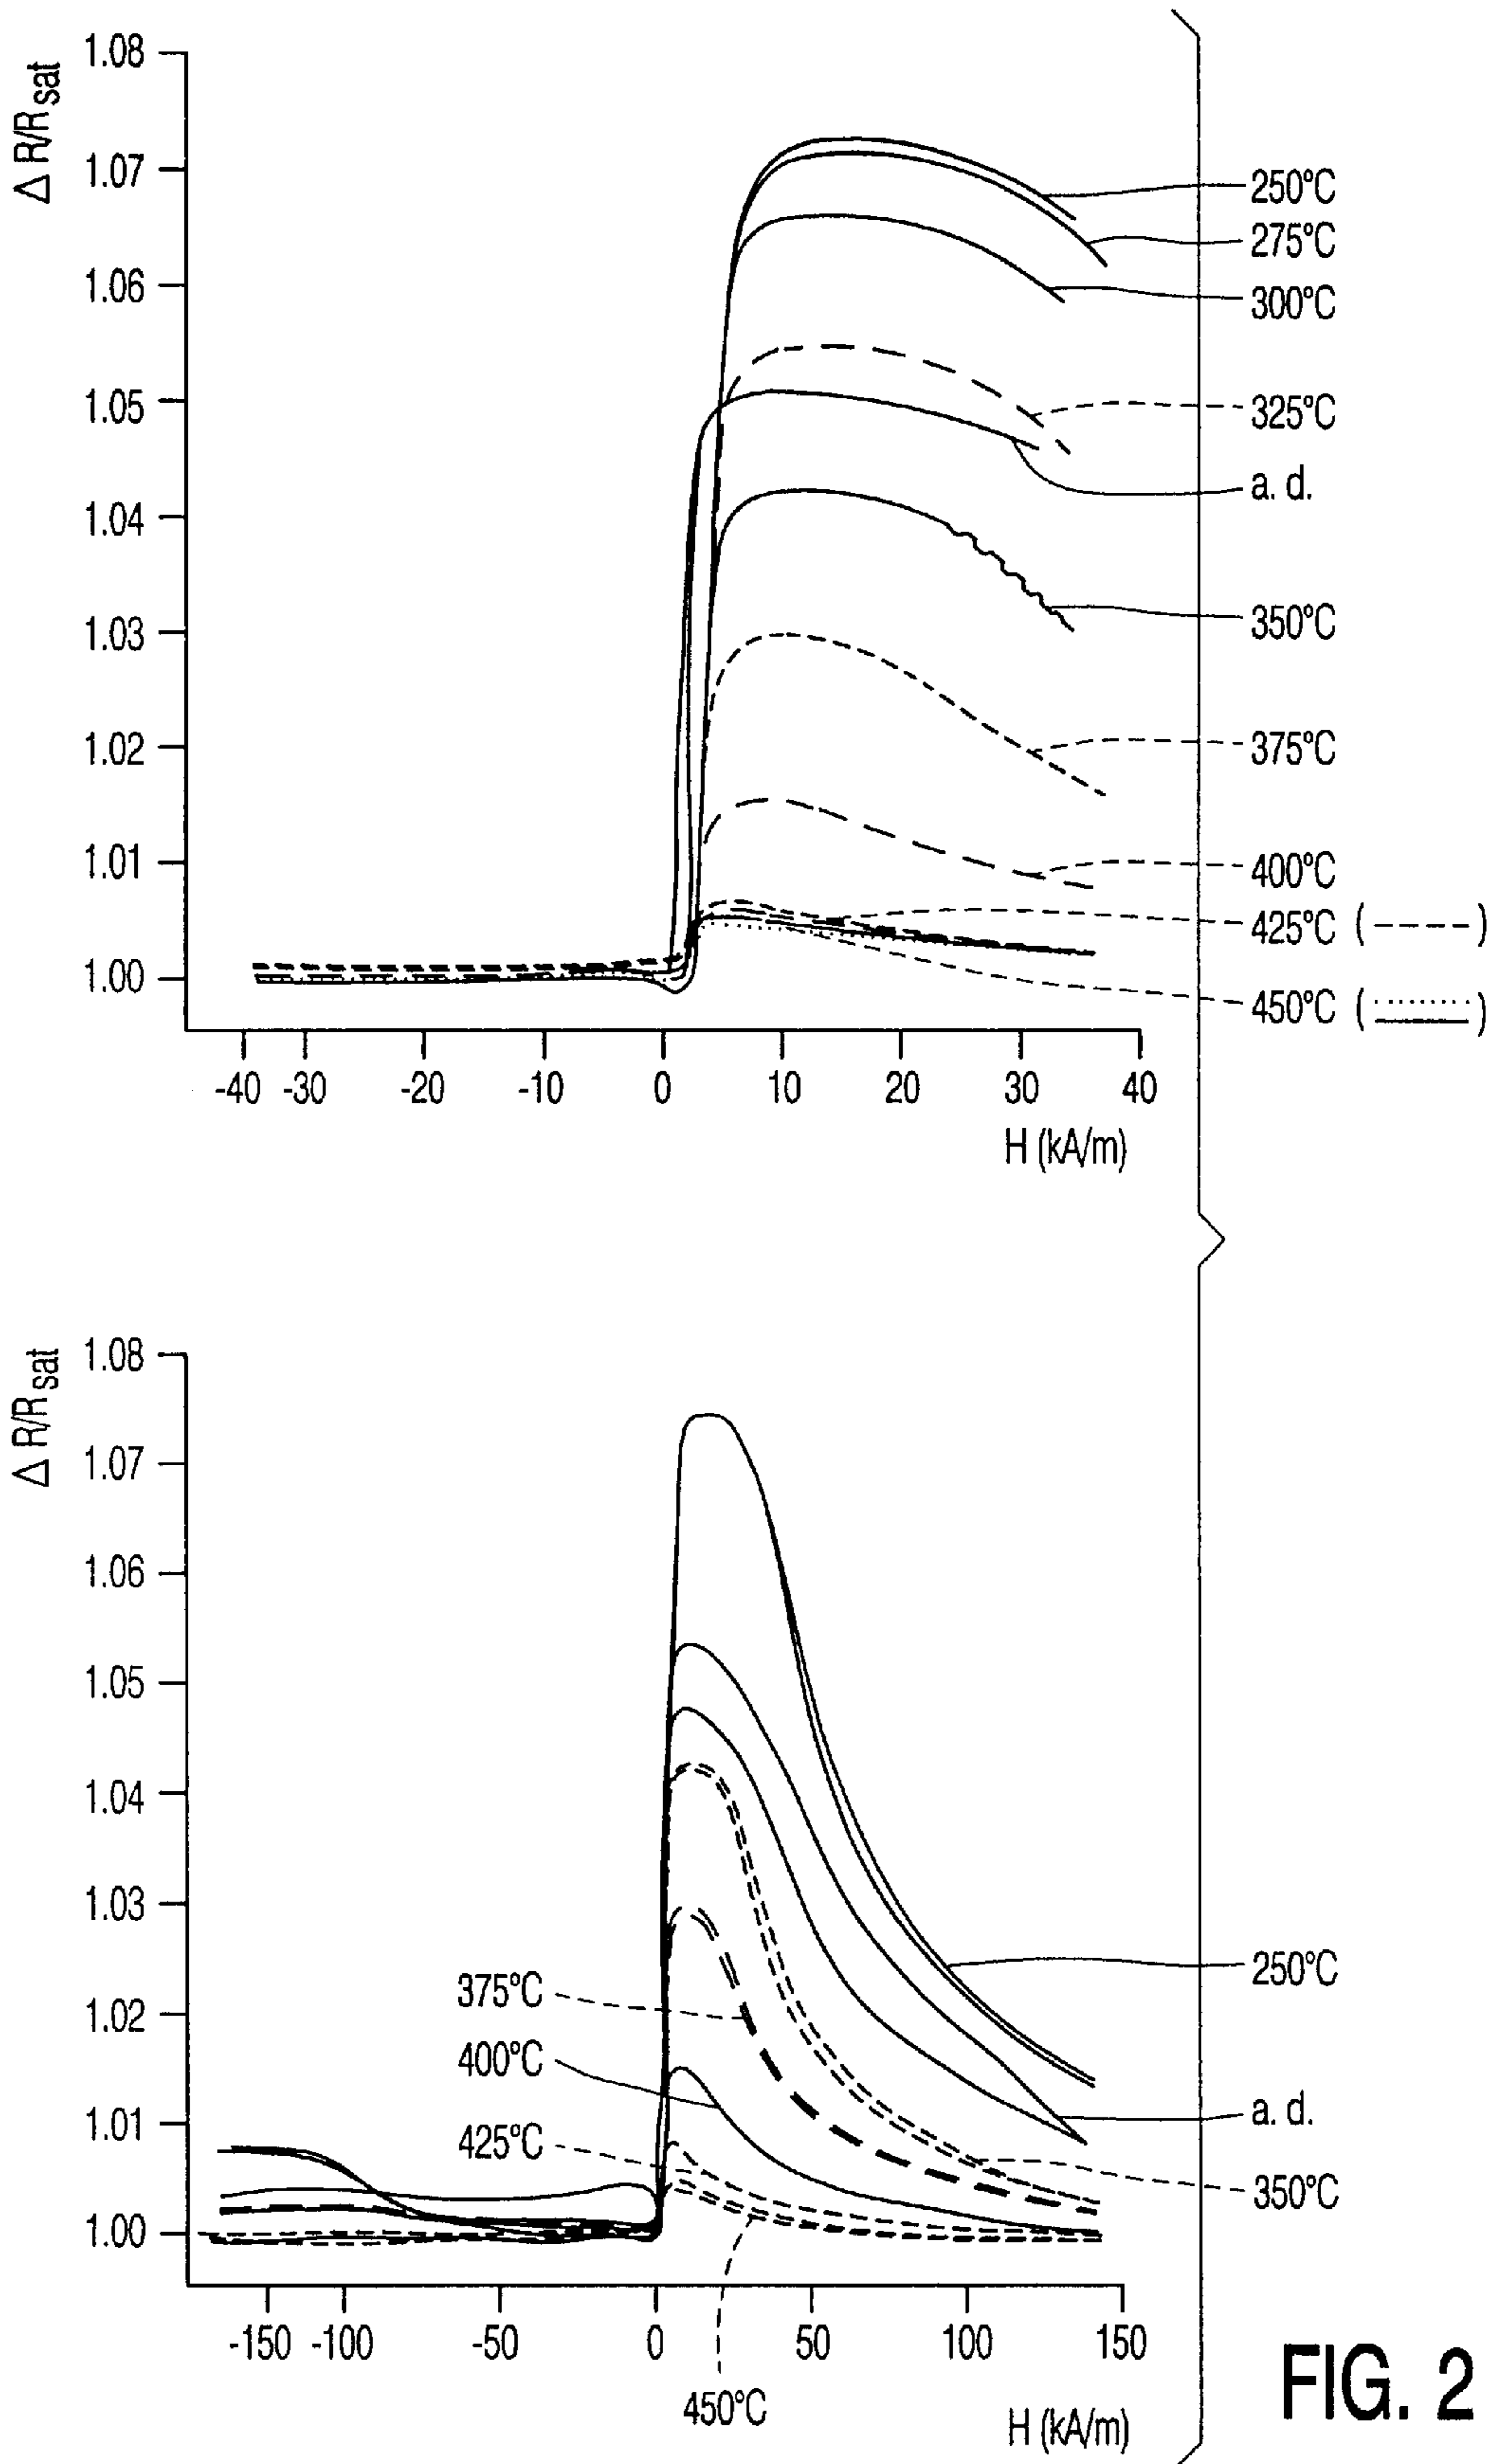 Δ R/Rsat
1.08
1.07
1.06
1.05
1.04
1.03
1.02
1.01
1.00
250°C
275°C
300°C
325°C
a. d.
350°C
375°C
400°C
425°C ( ---- )
450°C ( ........ )
-40 -30 -20 -10 0 10 20 30 40
H (kA/m)
Δ R/Rsat
1.08
1.07
1.06
1.05
1.04
1.03
1.02
1.01
1.00
375°C
400°C
425°C
250°C
a. d.
350°C
-150 -100 -50 0 50 100 150
450°C
H (kA/m)
FIG. 2